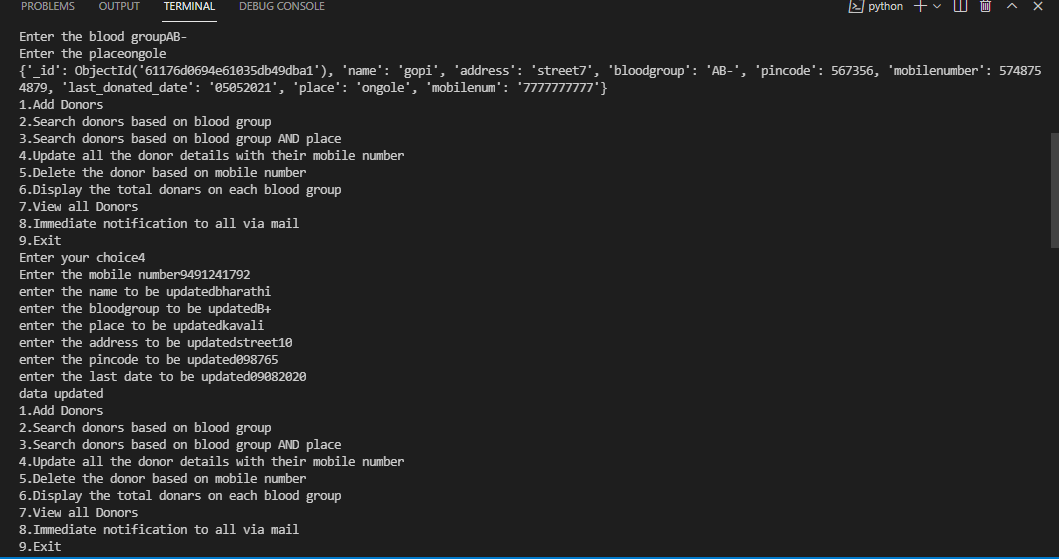 PROBLEMS OUTPUT TERMINAL DEBUG CONSOLE python
Enter the blood groupAB-
Enter the placeongole
{'_id': ObjectId('61176d0694e61035db49dba1'), 'name': 'gopi', 'address': 'street7', 'bloodgroup': 'AB-', 'pincode': 567356, 'mobilenumber': 574875
4879, 'last_donated_date': '05052021', 'place': 'ongole', 'mobilenum': '7777777777'}
1.Add Donors
2.Search donors based on blood group
3.Search donors based on blood group AND place
4.Update all the donor details with their mobile number
5.Delete the donor based on mobile number
6.Display the total donars on each blood group
7.View all Donors
8.Immediate notification to all via mail
9.Exit
Enter your choice4
Enter the mobile number9491241792
enter the name to be updatedbharathi
enter the bloodgroup to be updatedB+
enter the place to be updatedkavali
enter the address to be updatedstreet10
enter the pincode to be updated098765
enter the last date to be updated09082020
data updated
1.Add Donors
2.Search donors based on blood group
3.Search donors based on blood group AND place
4.Update all the donor details with their mobile number
5.Delete the donor based on mobile number
6.Display the total donars on each blood group
7.View all Donors
8.Immediate notification to all via mail
9.Exit